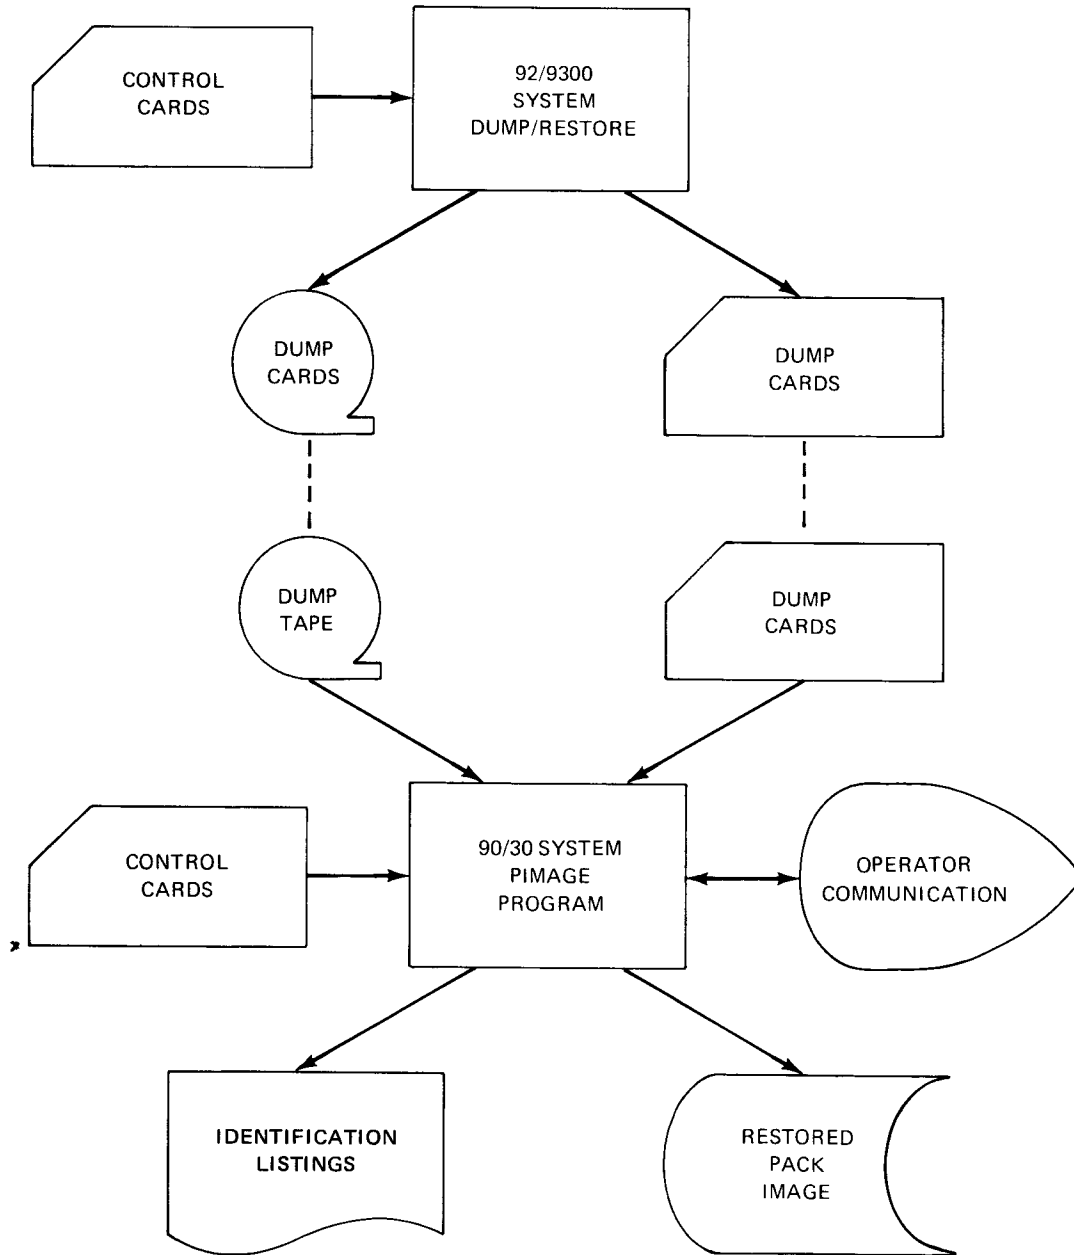 CONTROL
CARDS
92/9300
SYSTEM
DUMP/RESTORE
DUMP
CARDS
DUMP
CARDS
DUMP
TAPE
DUMP
CARDS
CONTROL
CARDS
90/30 SYSTEM
PIMAGE
PROGRAM
OPERATOR
COMMUNICATION
IDENTIFICATION
LISTINGS
RESTORED
PACK
IMAGE